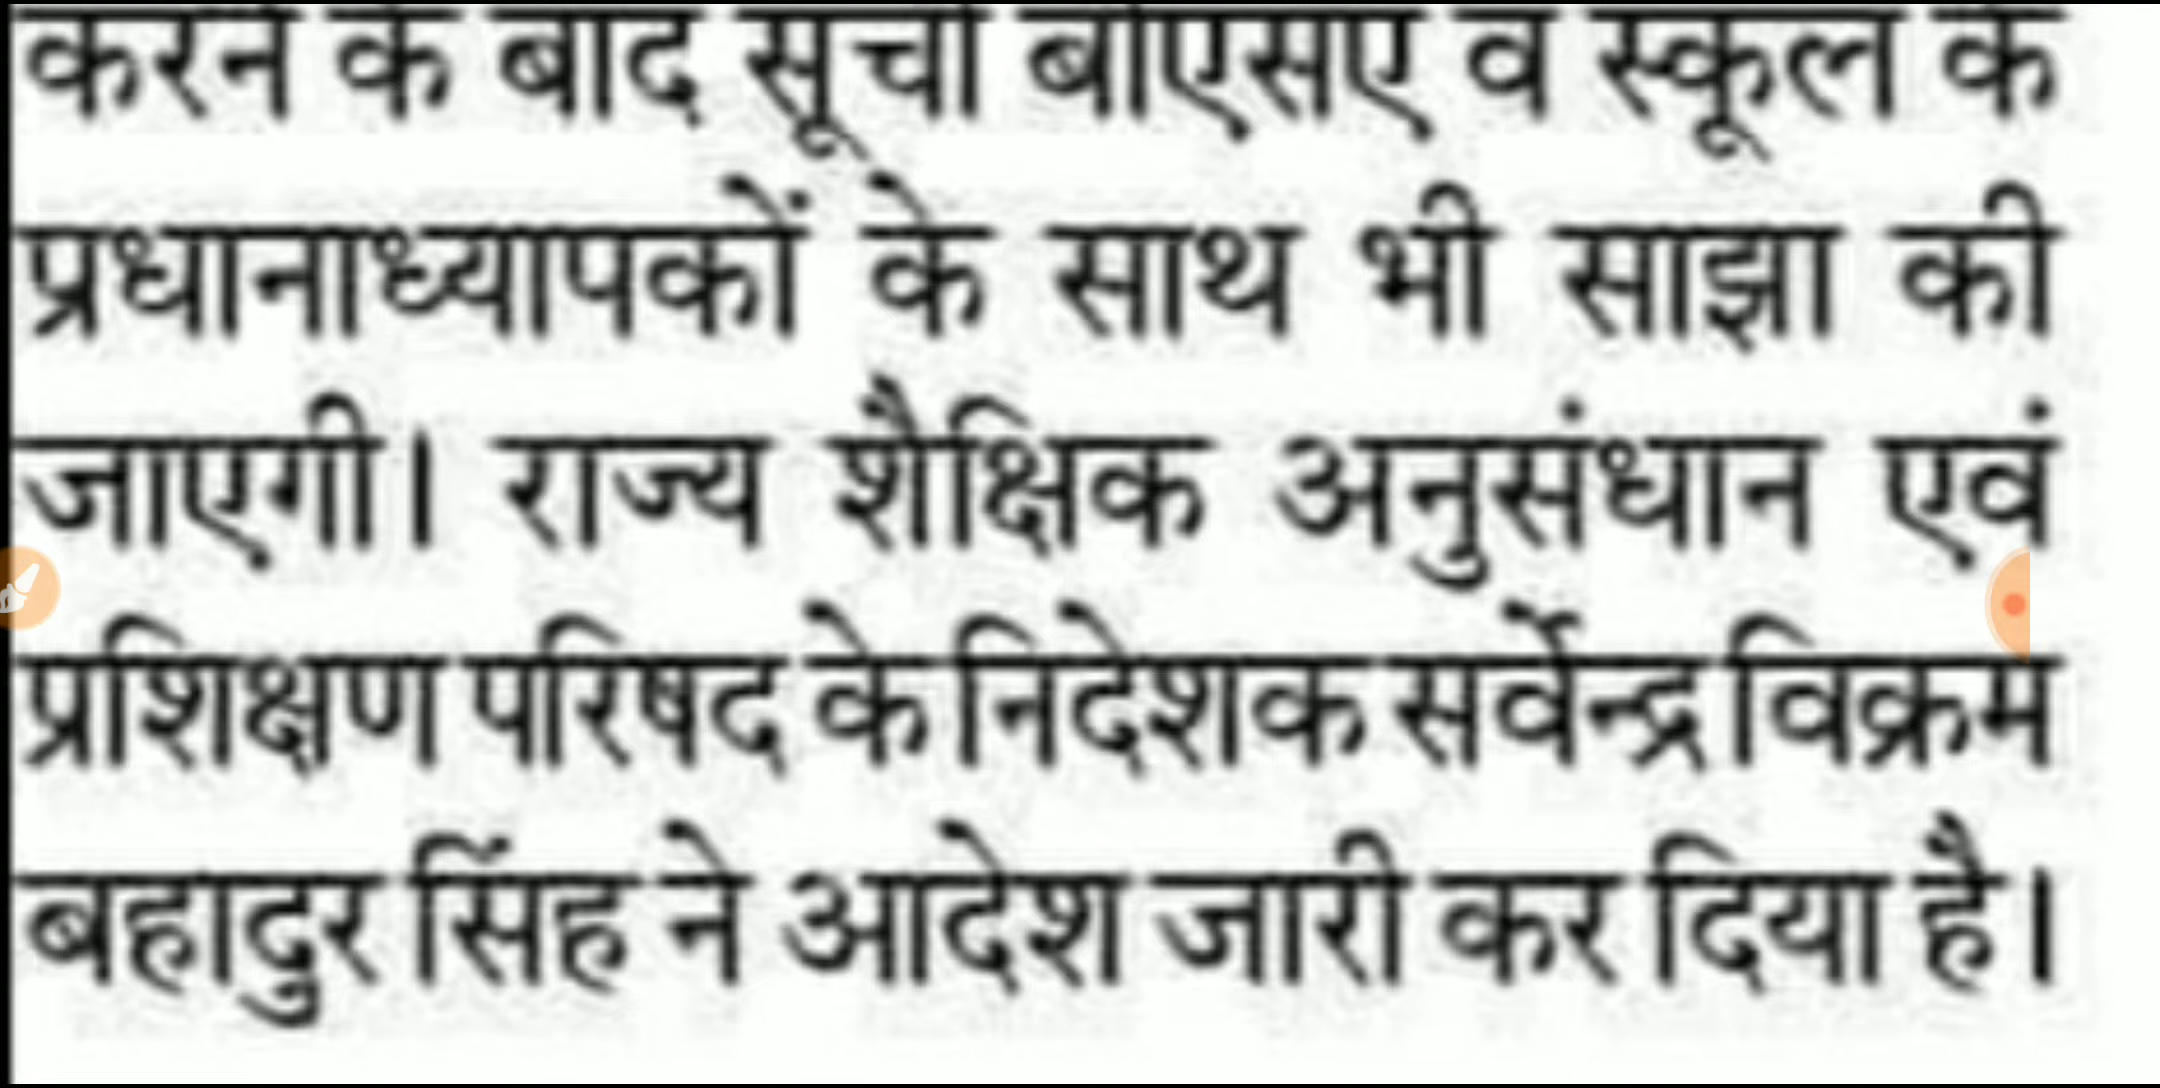 करने के बाद सूची बीएसए व स्कूल के
प्रधानाध्यापकों के साथ भी साझा की
जाएगी। राज्य शैक्षिक अनुसंधान एवं
प्रशिक्षण परिषद के निदेशक सर्वेन्द्र विक्रम
बहादुर सिंह ने आदेश जारी कर दिया है।